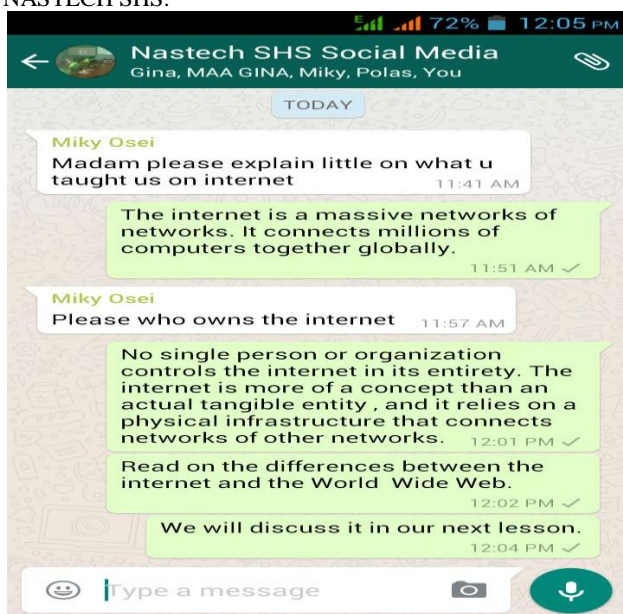 NASTECH SHS.
E 72% 12:05 PM
Nastech SHS Social Media
Gina, MAA GINA, Miky, Polas, You
TODAY
Miky Osei
Madam please explain little on what u
taught us on internet
11:41 AM
The internet is a massive networks of
networks. It connects millions of
computers together globally.
11:51 AM
Miky Osei
Please who owns the internet 11:57 AM
No single person or organization
controls the internet in its entirety. The
internet is more of a concept than an
actual tangible entity , and it relies on a
physical infrastructure that connects
networks of other networks. 12:01 PM
Read on the differences between the
internet and the World Wide Web.
12:02 PM
We will discuss it in our next lesson.
12:04 PM
Type a message